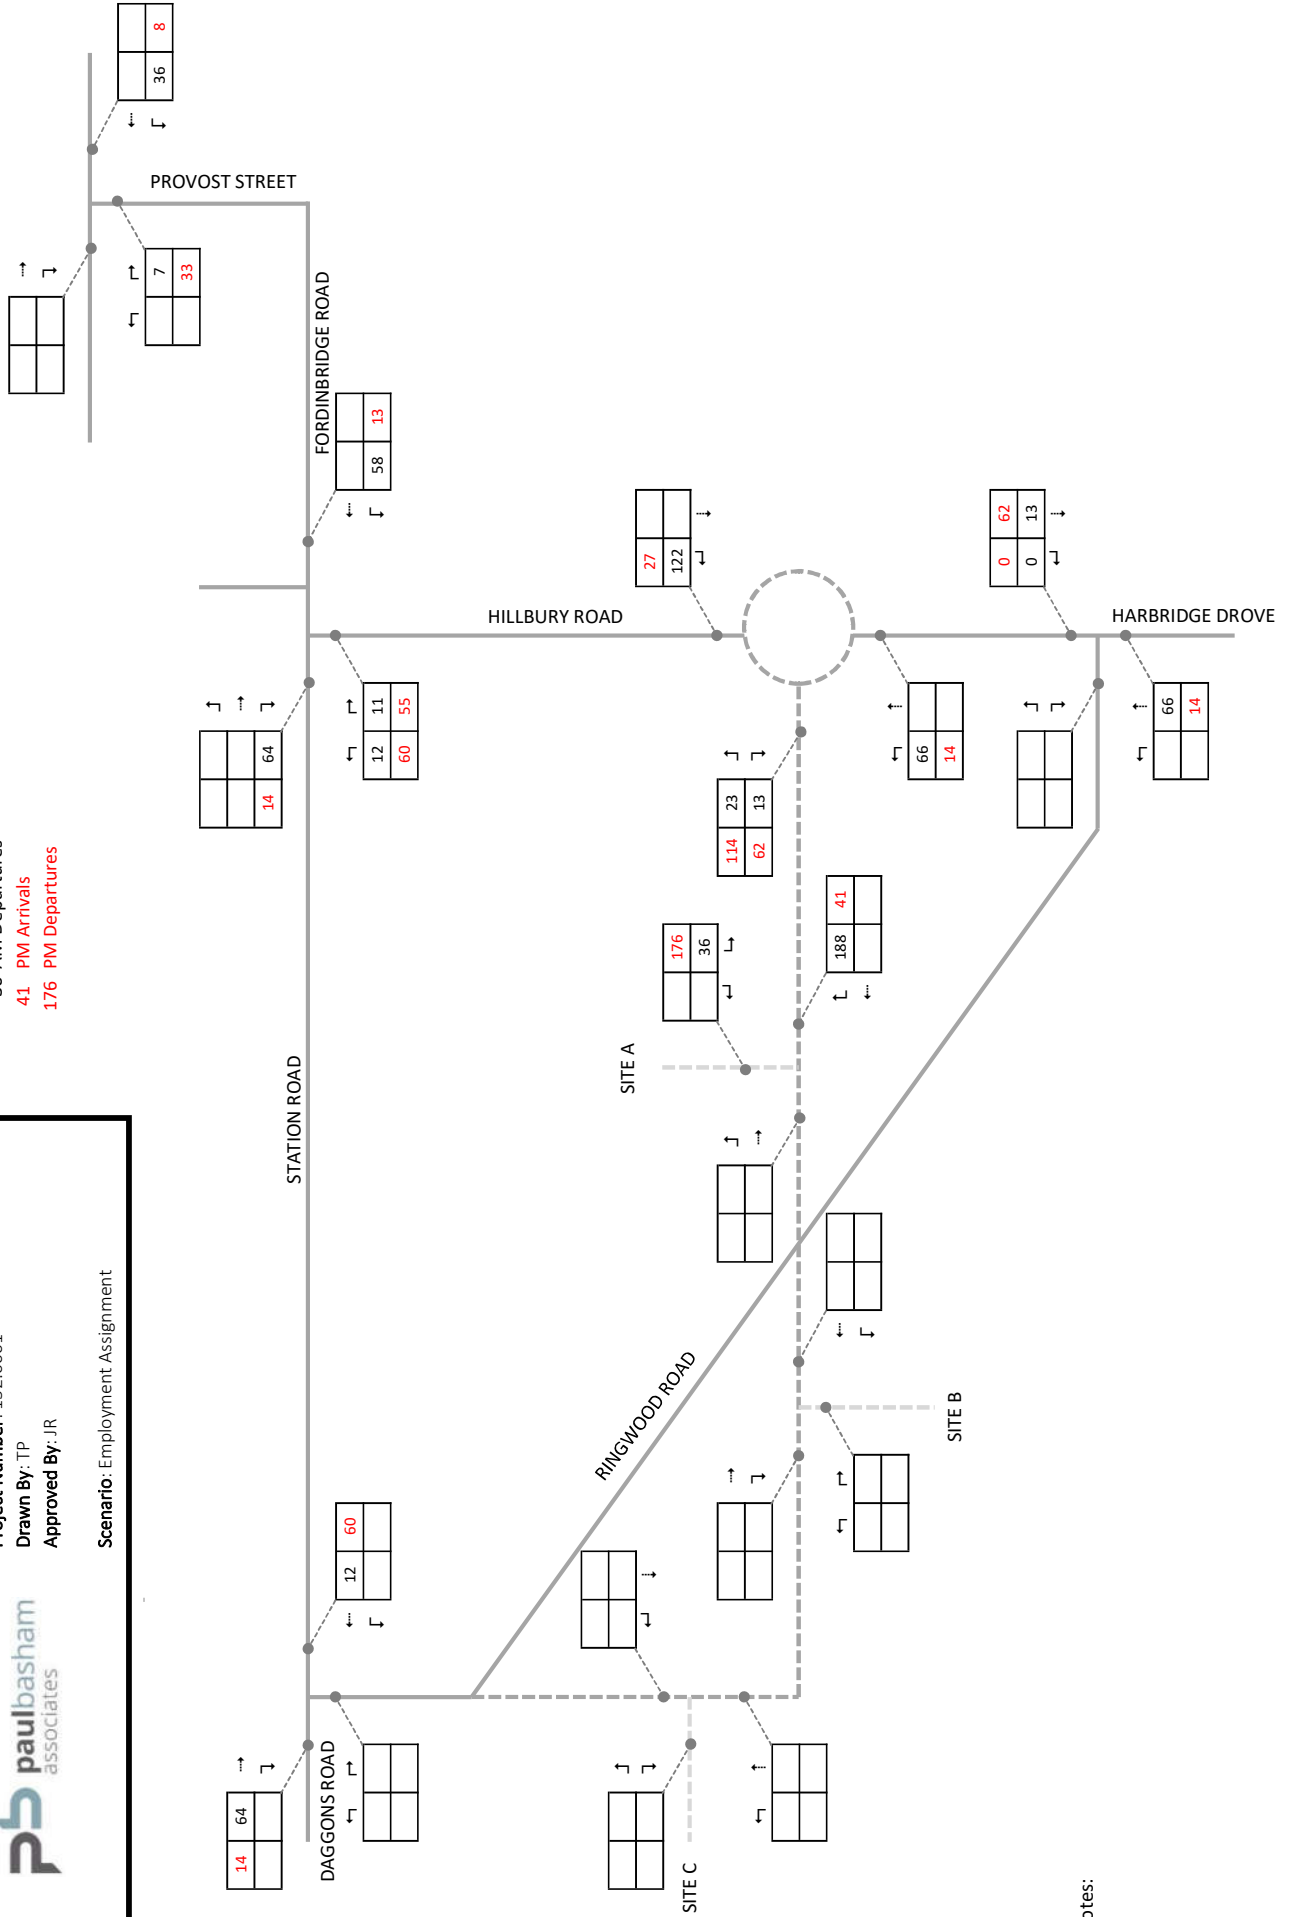 8
36
PROVOST STREET
7
33
FORDINBRIDGE ROAD
13
58
41 PM Arrivals
176 PM Departures
STATION ROAD
64
14
11
12
55
60
HILLBURY ROAD
27
122
62
0
13
0
HARBRIDGE DROVE
66
14
66
14
23
114
13
62
176
36
188
41
SITE A
RINGWOOD ROAD
SITE B
12
60
64
14
DAGGONS ROAD
SITE C
pb paulbasham
associates
Drawn By: TP
Approved By: JR
Scenario: Employment Assignment